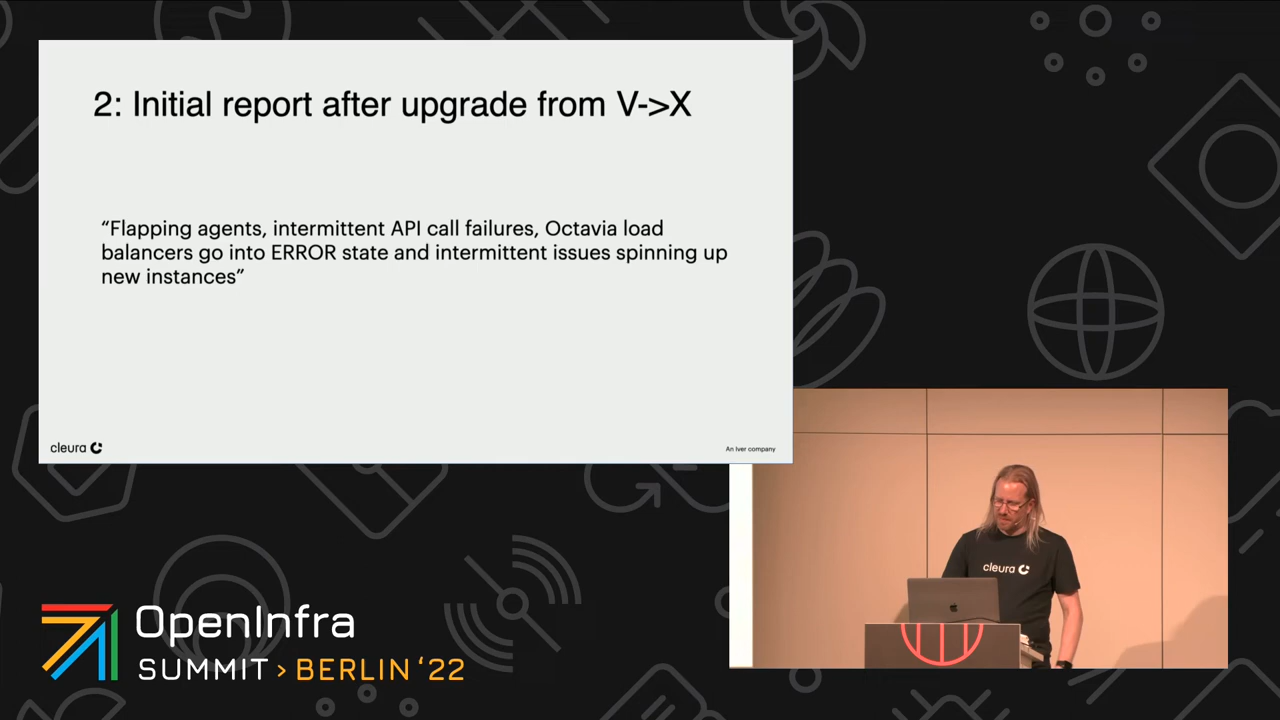 2: Initial report after upgrade from V->X
“Flapping agents, intermittent API call failures, Octavia load
balancers go into ERROR state and intermittent issues spinning up
new instances”
cleura
An Iver company
cleura
OpenInfra
SUMMIT > BERLIN ‘22